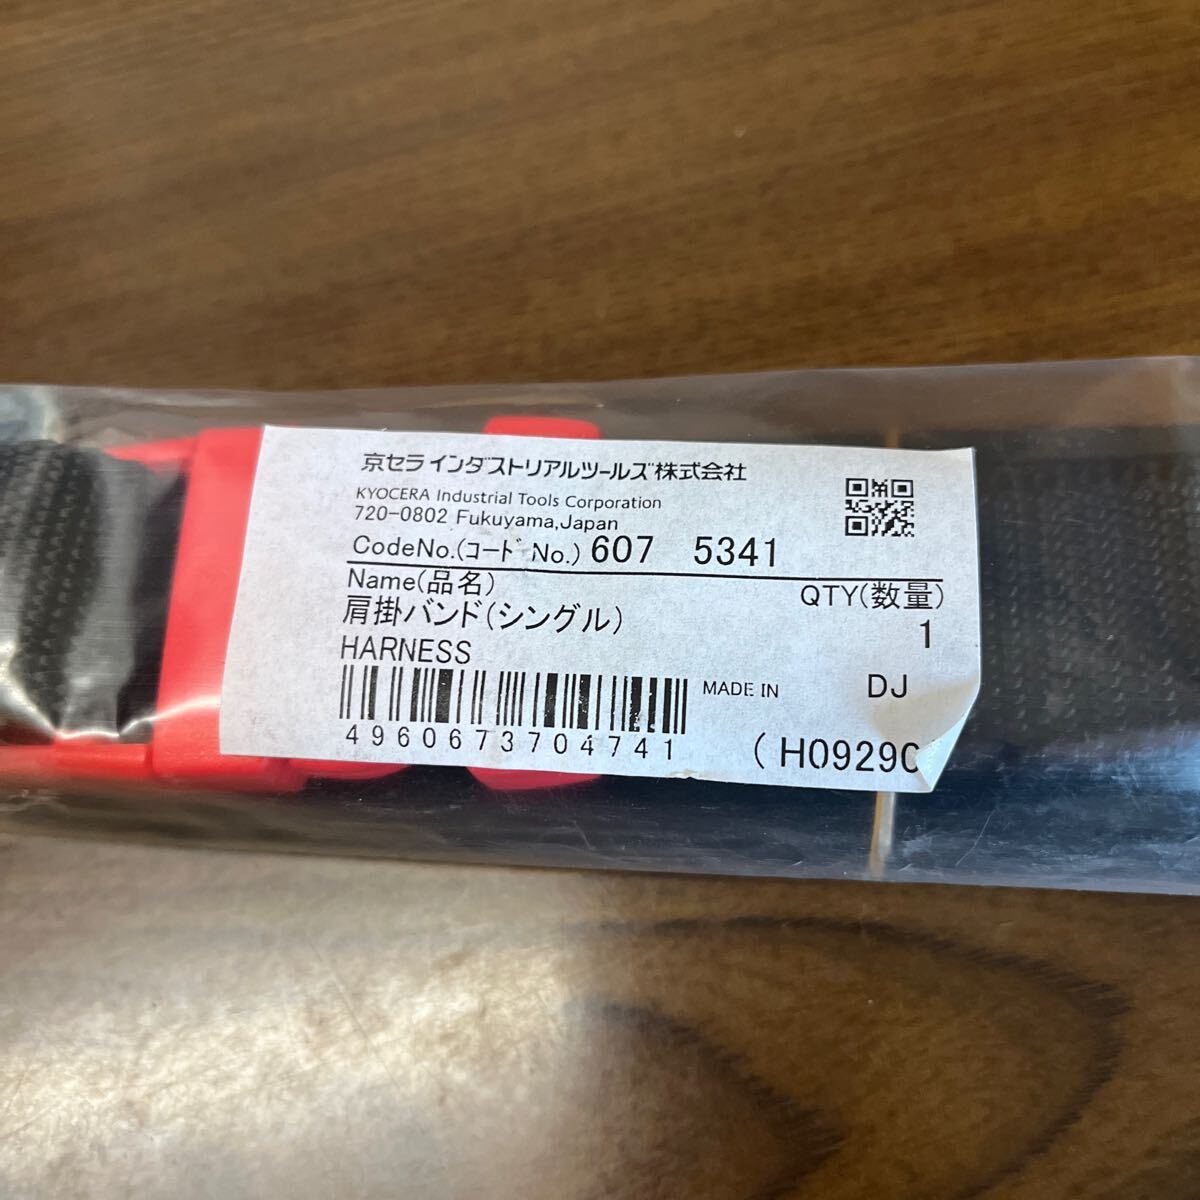 京セラ インダストリアルツールズ株式会社
KYOCERA Industrial Tools Corporation
720-0802 Fukuyama,Japan
CodeNo.(コード No.) 607 5341
Name(品名) QTY(数量)
肩掛バンド(シングル) 1
HARNESS
MADE IN DJ
4960673704741 (H0929